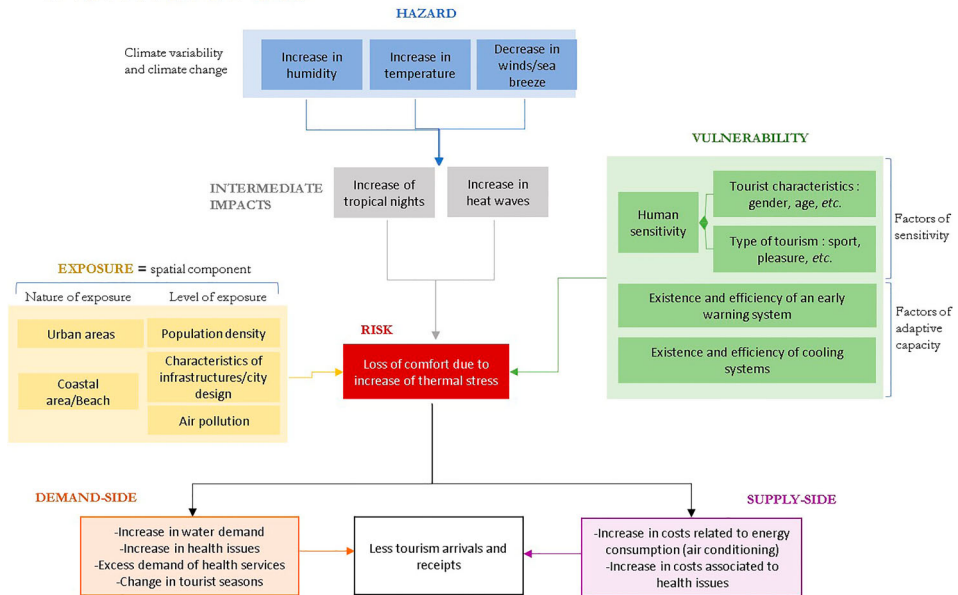 HAZARD
Climate variability
and climate change
Increase in
humidity
Increase in
temperature
Decrease in
winds/sea
breeze
INTERMEDIATE
IMPACTS
Increase of
tropical nights
Increase in
heat waves
VULNERABILITY
Human
sensitivity
Tourist characteristics :
gender, age, etc.
Type of tourism : sport,
pleasure, etc.
Factors of
sensitivity
Existence and efficiency of an early
warning system
Existence and efficiency of cooling
systems
Factors of
adaptive
capacity
EXPOSURE = spatial component
Nature of exposure
Level of exposure
Urban areas
Coastal
area/Beach
Population density
Characteristics of
infrastructures/city
design
Air pollution
RISK
Loss of comfort due to
increase of thermal stress
DEMAND-SIDE
-Increase in water demand
-Increase in health issues
-Excess demand of health services
-Change in tourist seasons
Less tourism arrivals and
receipts
SUPPLY-SIDE
-Increase in costs related to energy
consumption (air conditioning)
-Increase in costs associated to
health issues